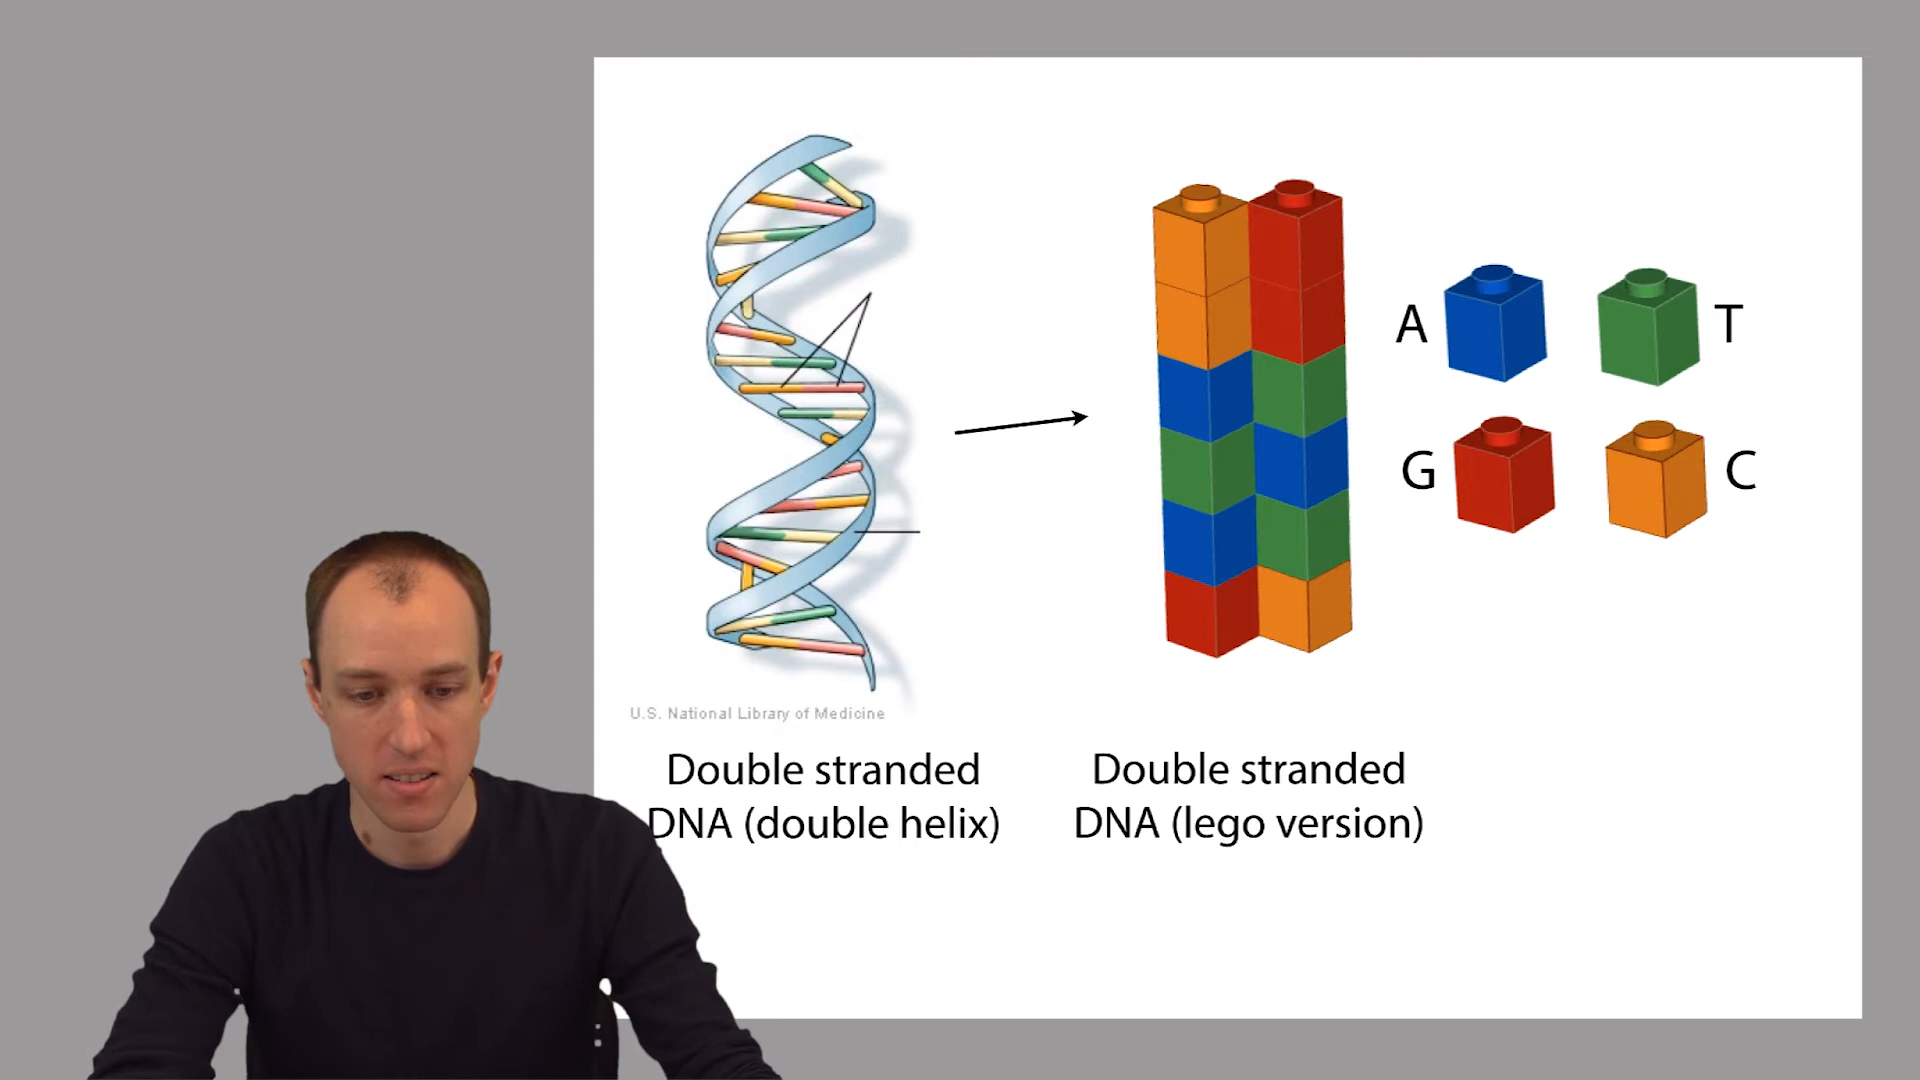 A
T
G
C
U.S. National Library of Medicine
Double stranded
DNA (double helix)
Double stranded
DNA (lego version)